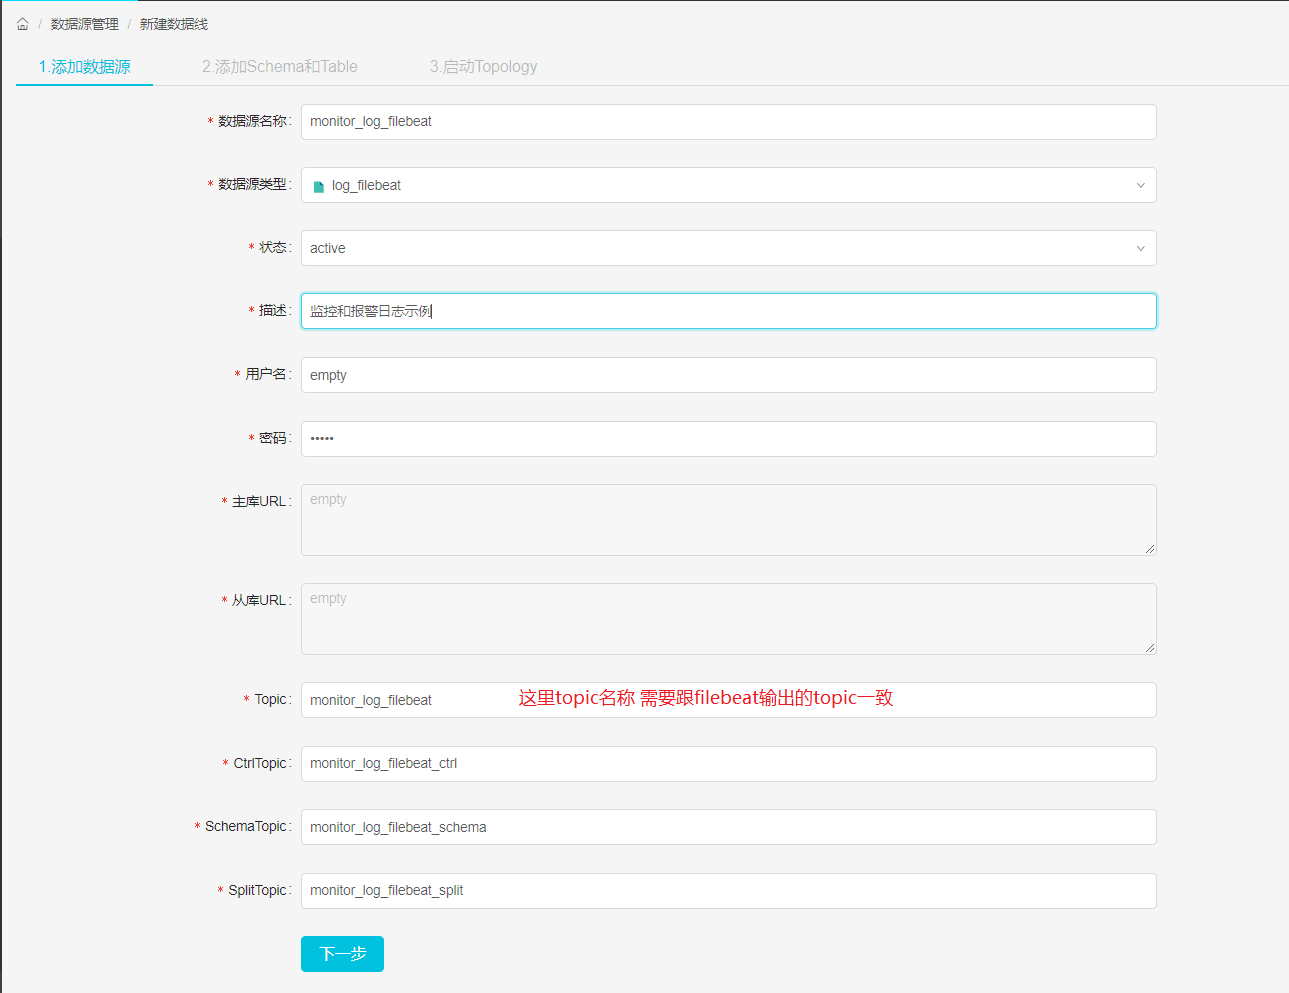 / 数据源管理 / 新建数据线
1.添加数据源 2.添加Schema和Table 3.启动Topology
* 数据源名称: monitor_log_filebeat
* 数据源类型: log_filebeat
* 状态: active
* 描述: 监控和报警日志示例
* 用户名: empty
* 密码: •••••
* 主库URL: empty
* 从库URL: empty
* Topic: monitor_log_filebeat 这里topic名称 需要跟filebeat输出的topic一致
* CtrlTopic: monitor_log_filebeat_ctrl
* SchemaTopic: monitor_log_filebeat_schema
* SplitTopic: monitor_log_filebeat_split
下一步